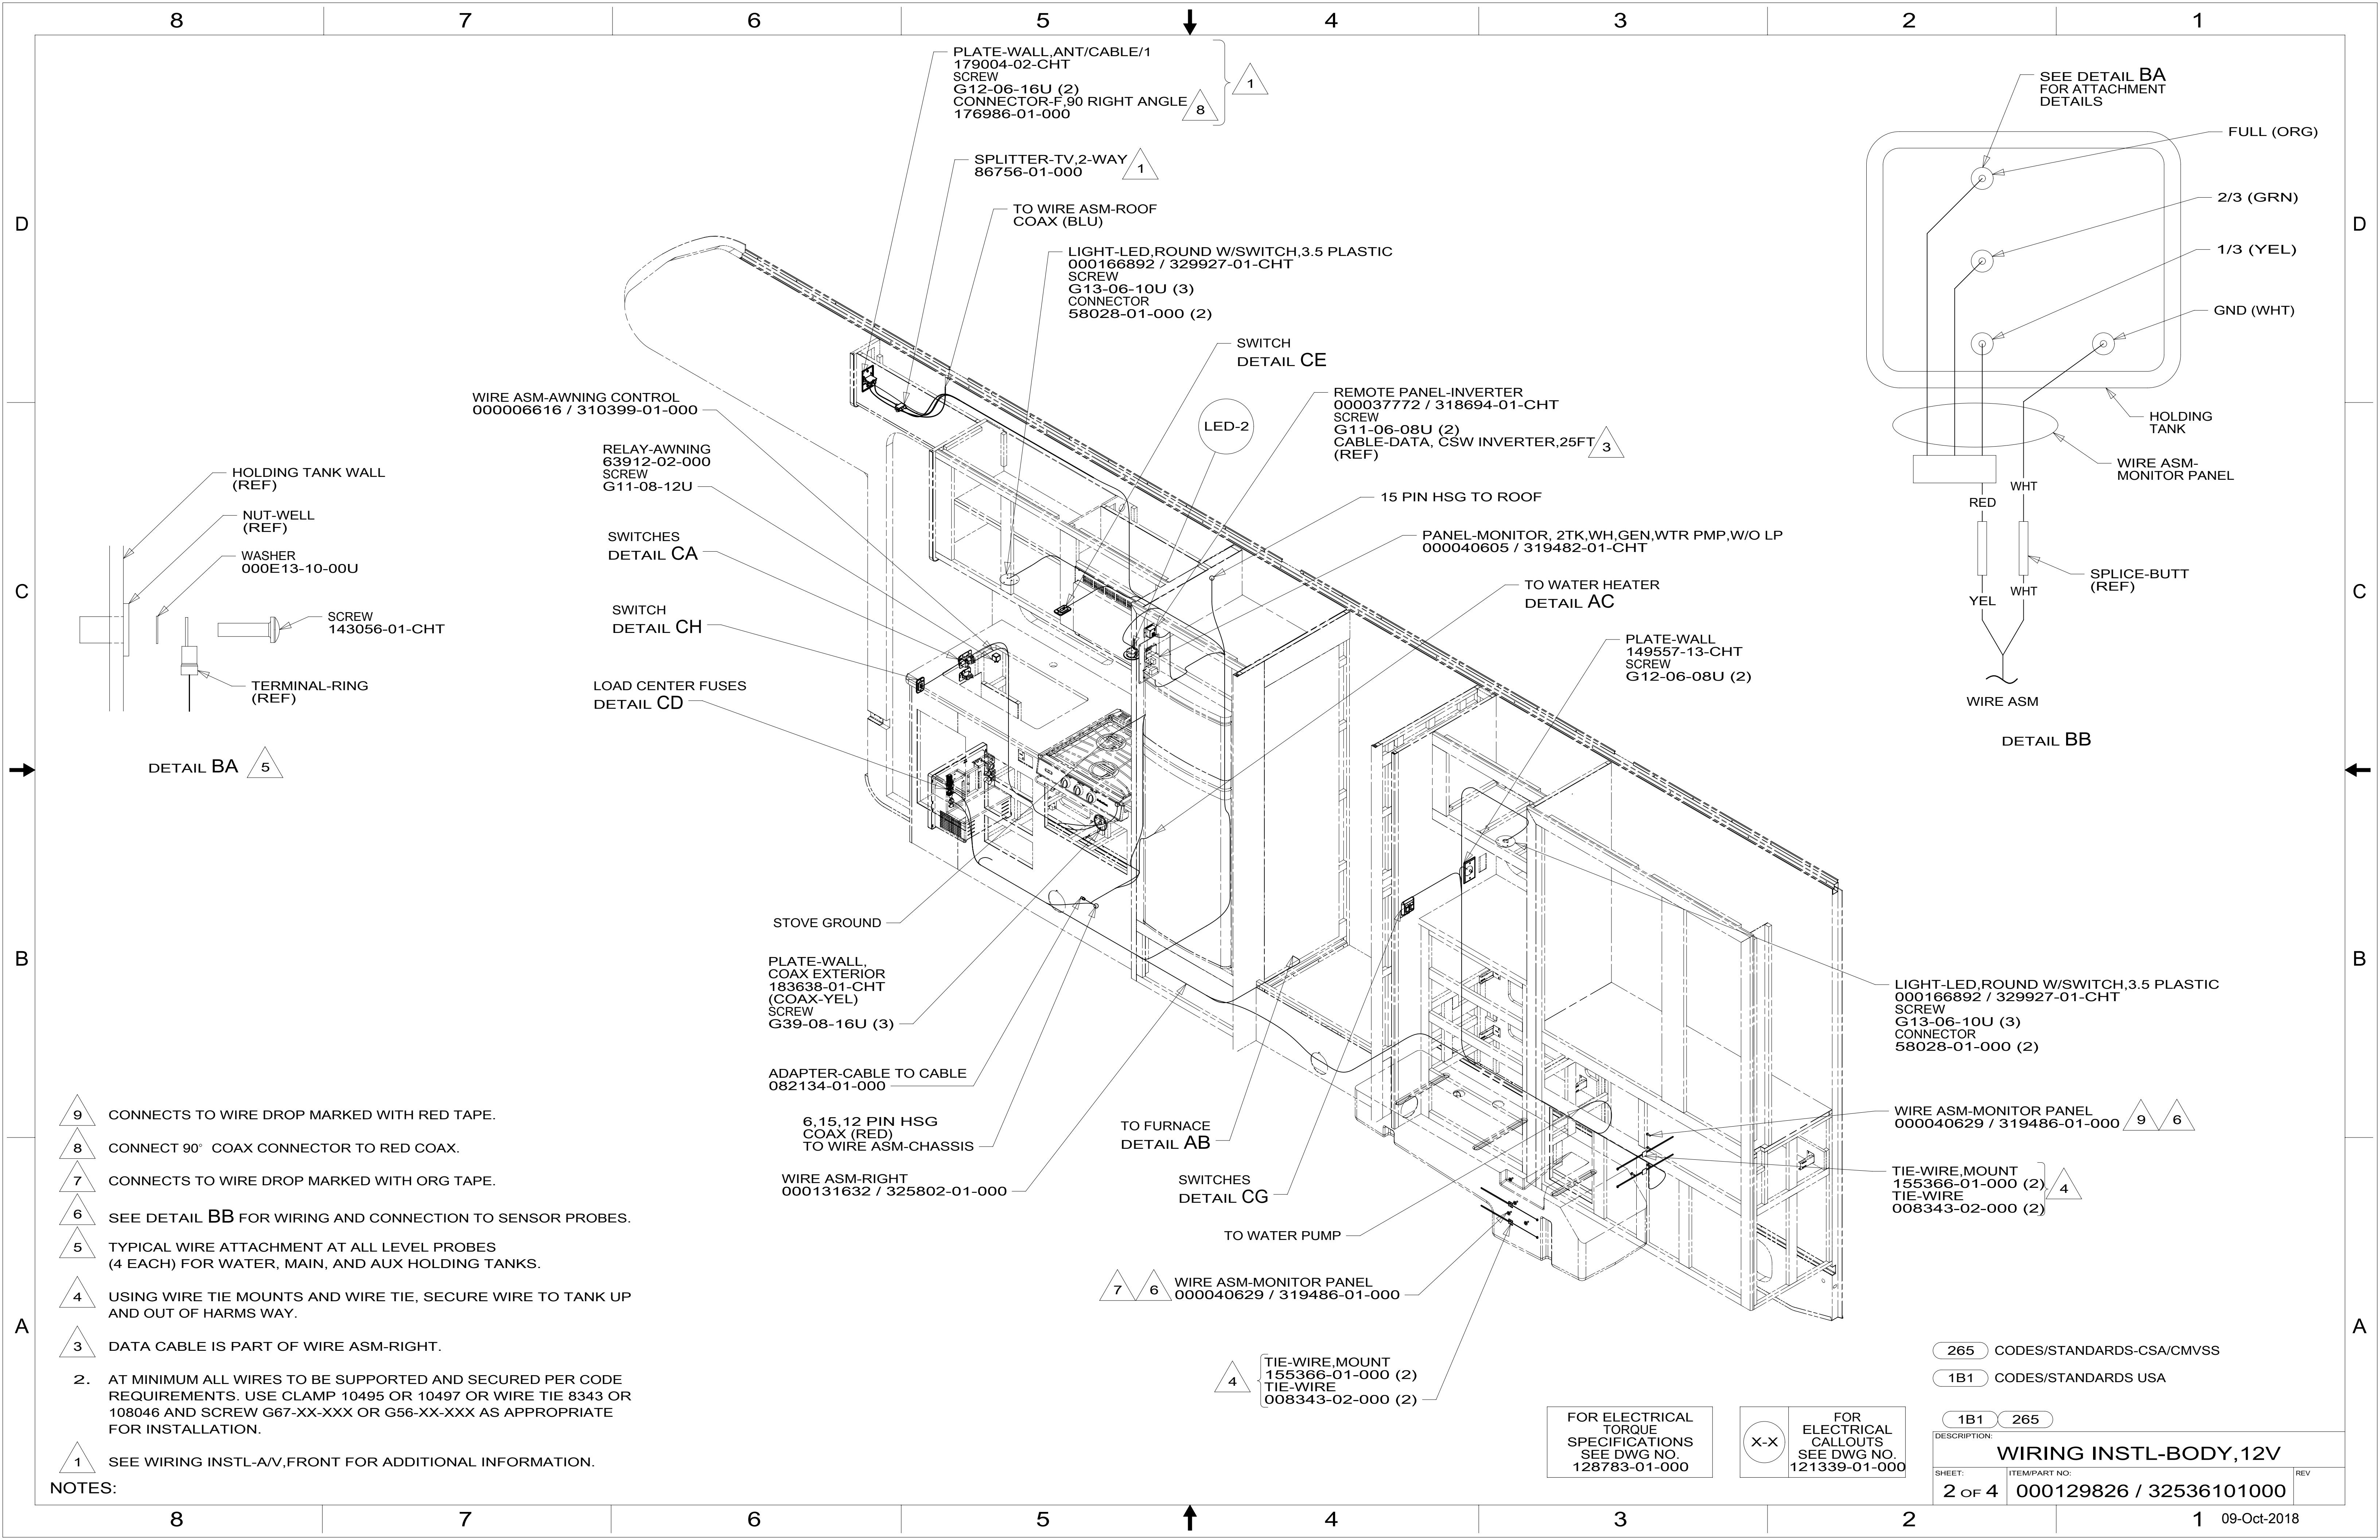 8 7 6 5 4 3 2 1
PLATE-WALL,ANT/CABLE/1
179004-02-CHT
SCREW
G12-06-16U (2)
CONNECTOR-F,90 RIGHT ANGLE
176986-01-000
8
1
SPLITTER-TV,2-WAY
86756-01-000
1
TO WIRE ASM-ROOF
COAX (BLU)
LIGHT-LED,ROUND W/SWITCH,3.5 PLASTIC
000166892 / 329927-01-CHT
SCREW
G13-06-10U (3)
CONNECTOR
58028-01-000 (2)
SWITCH
DETAIL CE
REMOTE PANEL-INVERTER
000037772 / 318694-01-CHT
SCREW
G11-06-08U (2)
CABLE-DATA, CSW INVERTER,25FT
(REF)
3
LED-2
15 PIN HSG TO ROOF
PANEL-MONITOR, 2TK,WH,GEN,WTR PMP,W/O LP
000040605 / 319482-01-CHT
TO WATER HEATER
DETAIL AC
PLATE-WALL
149557-13-CHT
SCREW
G12-06-08U (2)
SEE DETAIL BA
FOR ATTACHMENT
DETAILS
FULL (ORG)
2/3 (GRN)
1/3 (YEL)
GND (WHT)
HOLDING
TANK
WIRE ASM-
MONITOR PANEL
WHT
RED
SPLICE-BUTT
(REF)
WHT
YEL
WIRE ASM
DETAIL BB
D
D
C
C
B
B
A
A
WIRE ASM-AWNING CONTROL
000006616 / 310399-01-000
RELAY-AWNING
63912-02-000
SCREW
G11-08-12U
SWITCHES
DETAIL CA
SWITCH
DETAIL CH
LOAD CENTER FUSES
DETAIL CD
HOLDING TANK WALL
(REF)
NUT-WELL
(REF)
WASHER
000E13-10-00U
SCREW
143056-01-CHT
TERMINAL-RING
(REF)
DETAIL BA
5
STOVE GROUND
PLATE-WALL,
COAX EXTERIOR
183638-01-CHT
(COAX-YEL)
SCREW
G39-08-16U (3)
ADAPTER-CABLE TO CABLE
082134-01-000
6,15,12 PIN HSG
COAX (RED)
TO WIRE ASM-CHASSIS
WIRE ASM-RIGHT
000131632 / 325802-01-000
TO FURNACE
DETAIL AB
SWITCHES
DETAIL CG
TO WATER PUMP
7 6
WIRE ASM-MONITOR PANEL
000040629 / 319486-01-000
4
TIE-WIRE,MOUNT
155366-01-000 (2)
TIE-WIRE
008343-02-000 (2)
LIGHT-LED,ROUND W/SWITCH,3.5 PLASTIC
000166892 / 329927-01-CHT
SCREW
G13-06-10U (3)
CONNECTOR
58028-01-000 (2)
WIRE ASM-MONITOR PANEL
000040629 / 319486-01-000
9 6
TIE-WIRE,MOUNT
155366-01-000 (2)
TIE-WIRE
008343-02-000 (2)
4
9 CONNECTS TO WIRE DROP MARKED WITH RED TAPE.
8 CONNECT 90° COAX CONNECTOR TO RED COAX.
7 CONNECTS TO WIRE DROP MARKED WITH ORG TAPE.
6 SEE DETAIL BB FOR WIRING AND CONNECTION TO SENSOR PROBES.
5 TYPICAL WIRE ATTACHMENT AT ALL LEVEL PROBES
(4 EACH) FOR WATER, MAIN, AND AUX HOLDING TANKS.
4 USING WIRE TIE MOUNTS AND WIRE TIE, SECURE WIRE TO TANK UP
AND OUT OF HARMS WAY.
3 DATA CABLE IS PART OF WIRE ASM-RIGHT.
2. AT MINIMUM ALL WIRES TO BE SUPPORTED AND SECURED PER CODE
REQUIREMENTS. USE CLAMP 10495 OR 10497 OR WIRE TIE 8343 OR
108046 AND SCREW G67-XX-XXX OR G56-XX-XXX AS APPROPRIATE
FOR INSTALLATION.
1 SEE WIRING INSTL-A/V,FRONT FOR ADDITIONAL INFORMATION.
NOTES:
FOR ELECTRICAL
TORQUE
SPECIFICATIONS
SEE DWG NO.
128783-01-000
X-X
FOR
ELECTRICAL
CALLOUTS
SEE DWG NO.
121339-01-000
265 CODES/STANDARDS-CSA/CMVSS
1B1 CODES/STANDARDS USA
1B1 265
DESCRIPTION:
WIRING INSTL-BODY,12V
SHEET:
2 OF 4
ITEM/PART NO:
000129826 / 32536101000
REV
8 7 6 5 4 3 2 1
09-Oct-2018